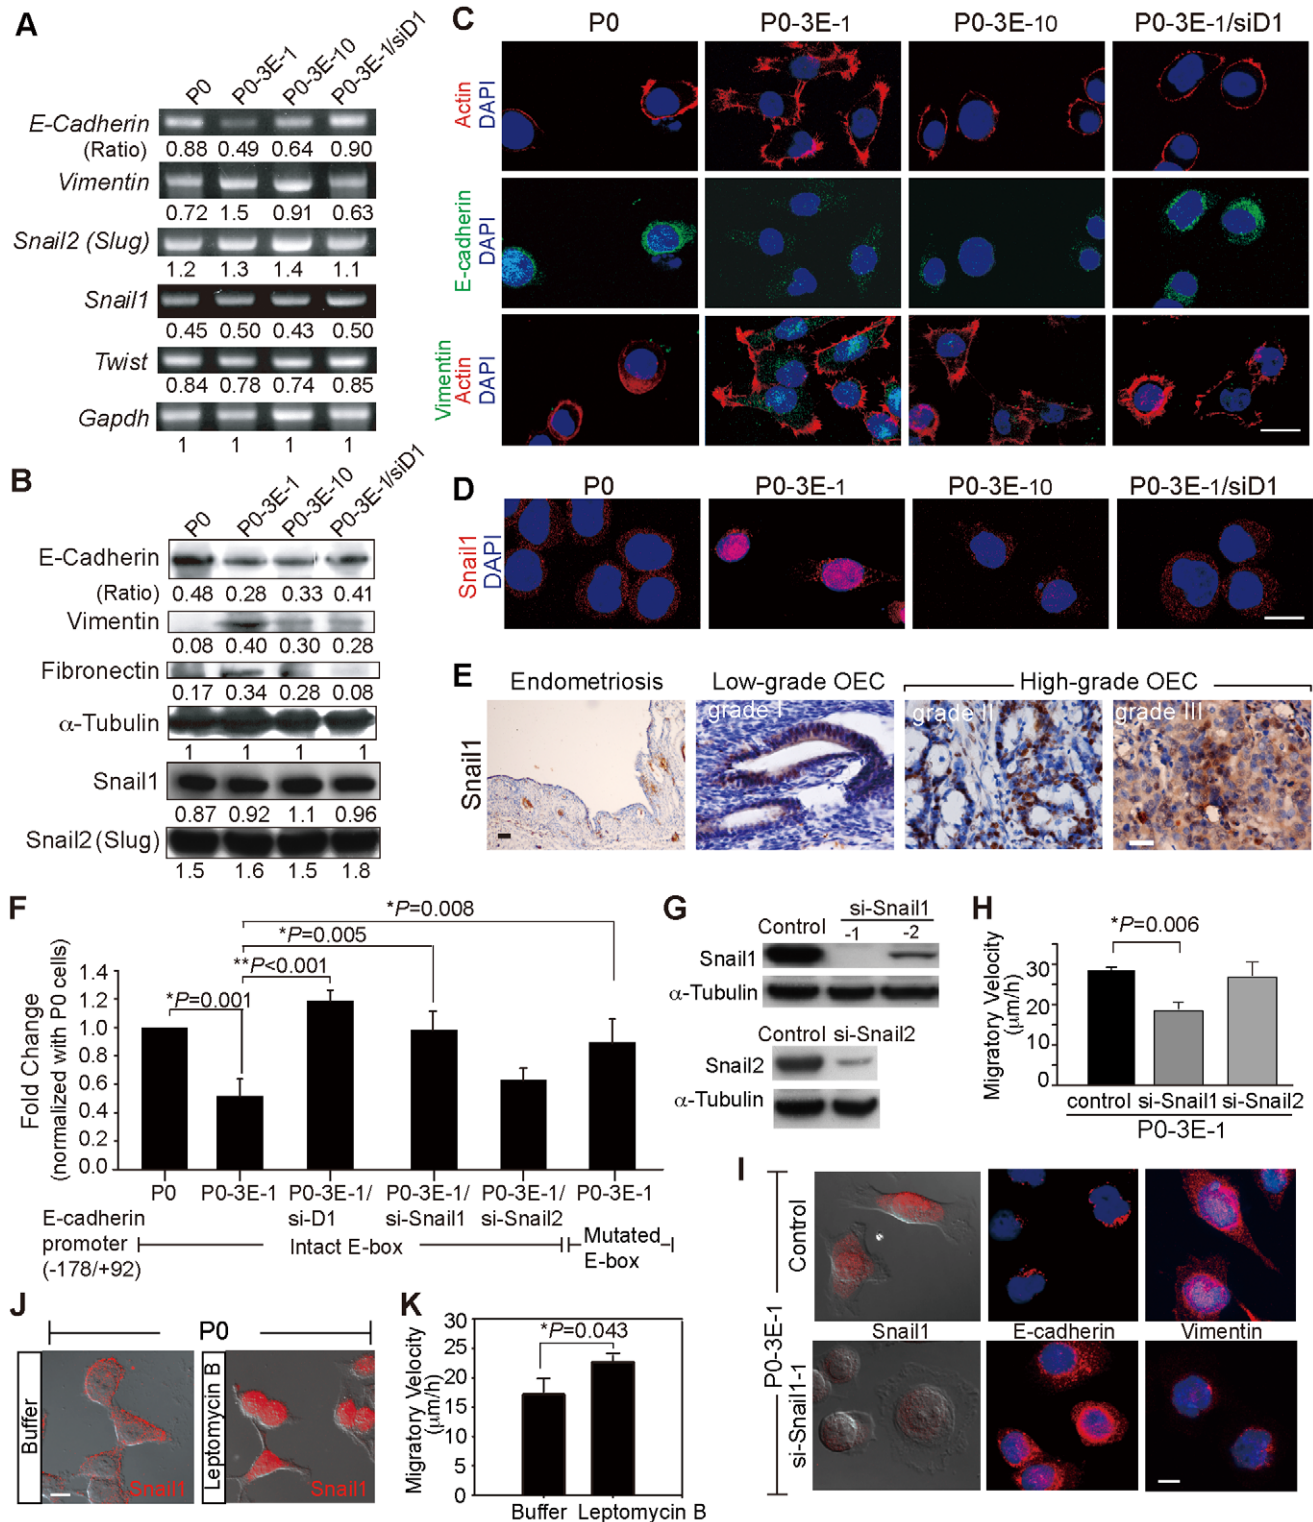 A
P0
P0-3E-1
P0-3E-10
P0-3E-1/siD1
E-Cadherin
(Ratio)
0.88 0.49 0.64 0.90
Vimentin
0.72 1.5 0.91 0.63
Snail2 (Slug)
1.2 1.3 1.4 1.1
Snail1
0.45 0.50 0.43 0.50
Twist
0.84 0.78 0.74 0.85
Gapdh
1 1 1 1
B
P0
P0-3E-1
P0-3E-10
P0-3E-1/siD1
E-Cadherin
(Ratio)
0.48 0.28 0.33 0.41
Vimentin
0.08 0.40 0.30 0.28
Fibronectin
0.17 0.34 0.28 0.08
α-Tubulin
1 1 1 1
Snail1
0.87 0.92 1.1 0.96
Snail2 (Slug)
1.5 1.6 1.5 1.8
C
P0 P0-3E-1 P0-3E-10 P0-3E-1/siD1
Actin
DAPI
E-cadherin
DAPI
Vimentin
Actin
DAPI
D
P0 P0-3E-1 P0-3E-10 P0-3E-1/siD1
Snail1
DAPI
E
Endometriosis Low-grade OEC High-grade OEC
grade I grade II grade III
Snail1
F
*P=0.008
*P=0.005
**P<0.001
*P=0.001
Fold Change
(normalized with P0 cells)
1.4
1.2
1.0
0.8
0.6
0.4
0.2
0.0
P0 P0-3E-1 P0-3E-1/ P0-3E-1/ P0-3E-1/ P0-3E-1
si-D1 si-Snail1 si-Snail2
E-cadherin
promoter
(-178/+92)
Intact E-box
Mutated
E-box
G
si-Snail1
Control -1 -2
Snail1
α-Tubulin
Control si-Snail2
Snail2
α-Tubulin
H
*P=0.006
Migratory Velocity
(μm/h)
30
20
10
0
control si-Snail1 si-Snail2
P0-3E-1
I
P0-3E-1
Control
si-Snail1-1
Snail1 E-cadherin Vimentin
J
P0
Buffer
Snail1
Leptomycin B
Snail1
K
*P=0.043
Migratory Velocity
(μm/h)
30
25
20
15
10
5
0
Buffer Leptomycin B